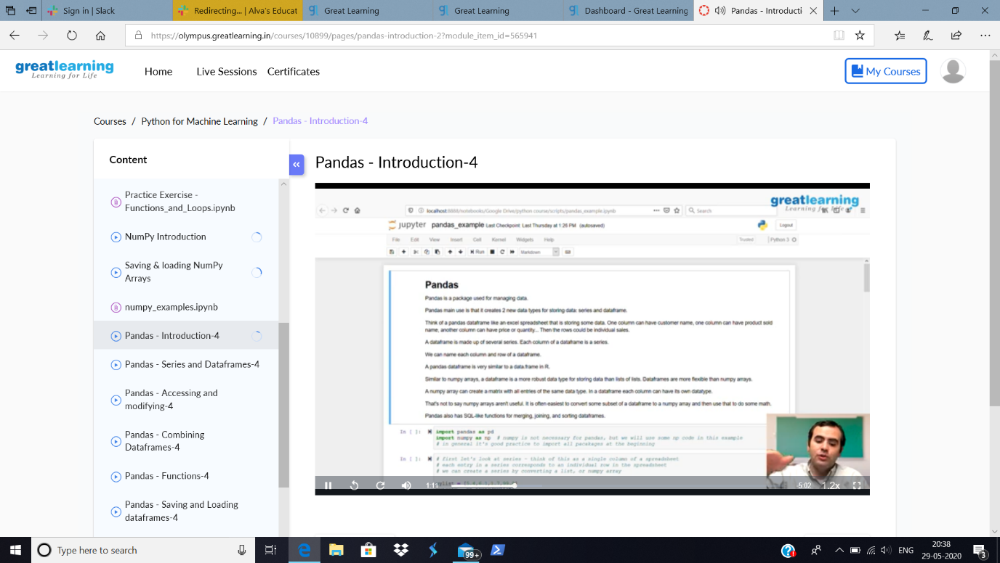 Sign in | Slack
Redirecting... | Alva's Educat
Great Learning
Great Learning
Dashboard - Great Learning
Pandas - Introducti
https://olympus.greatlearning.in/courses/10899/pages/pandas-introduction-2?module_item_id=565941
greatlearning
Learning for Life
Home
Live Sessions
Certificates
My Courses
Courses / Python for Machine Learning / Pandas - Introduction-4
Content
Practice Exercise -
Functions_and_Loops.ipynb
NumPy Introduction
Saving & loading NumPy
Arrays
numpy_examples.ipynb
Pandas - Introduction-4
Pandas - Series and Dataframes-4
Pandas - Accessing and
modifying-4
Pandas - Combining
Dataframes-4
Pandas - Functions-4
Pandas - Saving and Loading
dataframes-4
Pandas - Introduction-4
greatlearning
Learning for Life
localhost:8888/notebooks/Google Drive/python course/scripts/pandas_example.ipynb
Search
jupyter pandas_example Last Checkpoint: Last Thursday at 1:26 PM (autosaved)
Logout
File Edit View Insert Cell Kernel Widgets Help
Trusted Python 3
Run
Markdown
Pandas
Pandas is a package used for managing data.
Pandas main use is that it creates 2 new data types for storing data: series and dataframe.
Think of a pandas dataframe like an excel spreadsheet that is storing some data. One column can have customer name, one column can have product sold
name, another column can have price or quantity... Then the rows could be individual sales.
A dataframe is made up of several series. Each column of a dataframe is a series.
We can name each column and row of a dataframe.
A pandas dataframe is very similar to a data.frame in R.
Similar to numpy arrays, a dataframe is a more robust data type for storing data than lists of lists. Dataframes are more flexible than numpy arrays.
A numpy array can create a matrix with all entries of the same data type. In a dataframe each column can have its own datatype.
That's not to say numpy arrays aren't useful. It is often easiest to convert some subset of a dataframe to a numpy array and then use that to do some math.
Pandas also has SQL-like functions for merging, joining, and sorting dataframes.
In [ ]: import pandas as pd
import numpy as np # numpy is not necessary for pandas, but we will use some np code in this example
# in general it's good practice to import all pacakages at the beginning
In [ ]: # first let's look at series - think of this as a single column of a spreadsheet
# each entry in a series corresponds to an individual row in the spreadsheet
# we can create a series by converting a list, or numpy array
1:11
-5:02
1.2x
Type here to search
99+
ENG
20:38
29-05-2020
3